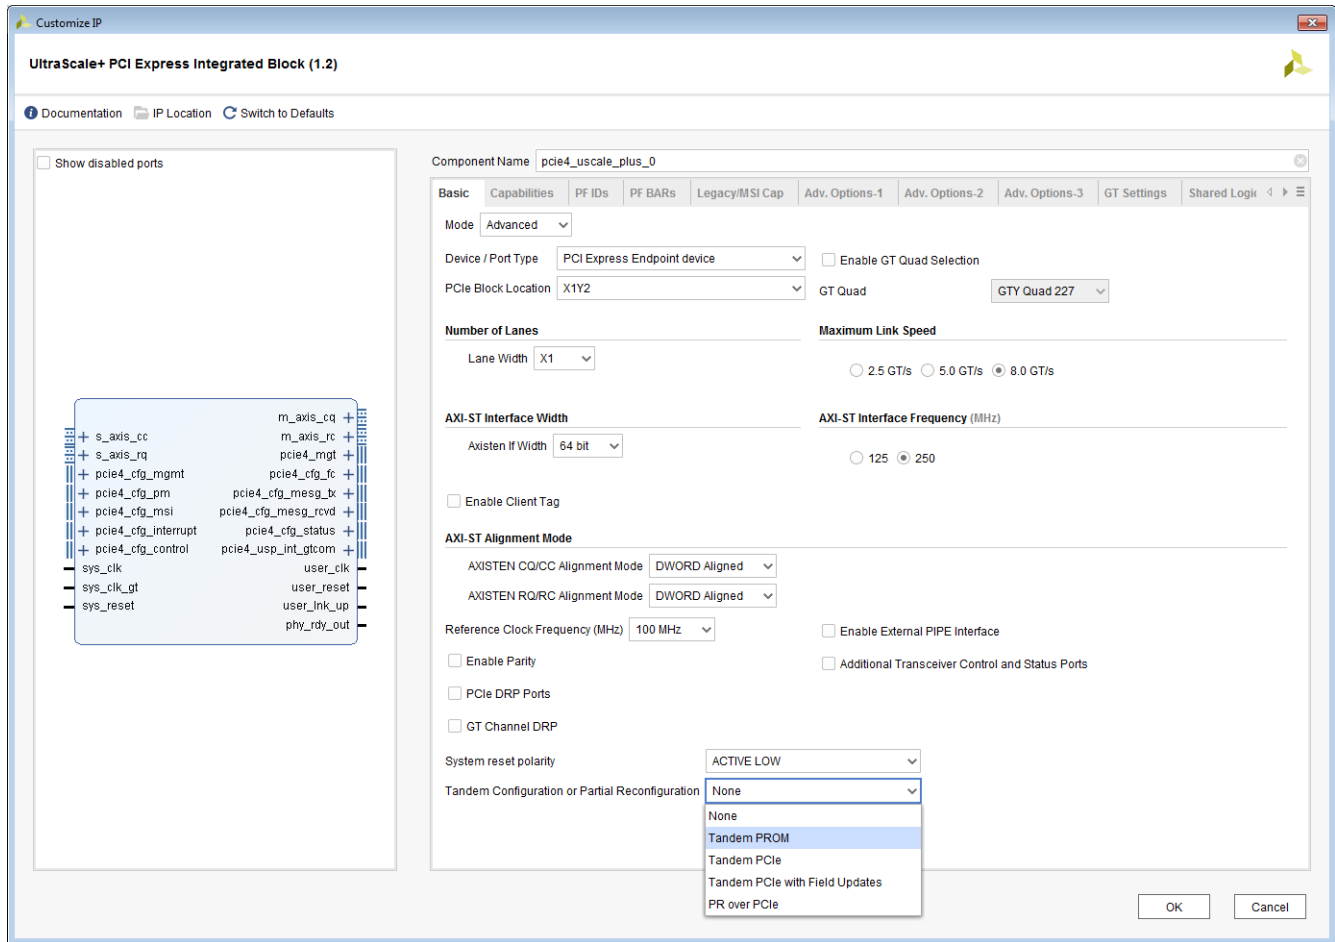 Customize IP
UltraScale+ PCI Express Integrated Block (1.2)
Documentation IP Location Switch to Defaults
Show disabled ports
m_axis_cq
s_axis_cc m_axis_rc
s_axis_rq pcie4_mgt
pcie4_cfg_mgmt pcie4_cfg_fc
pcie4_cfg_pm pcie4_cfg_mesg_tx
pcie4_cfg_msi pcie4_cfg_mesg_rcvd
pcie4_cfg_interrupt pcie4_cfg_status
pcie4_cfg_control pcie4_usp_int_gtcom
sys_clk user_clk
sys_clk_gt user_reset
sys_reset user_lnk_up
phy_rdy_out
Component Name pcie4_uscale_plus_0
Basic Capabilities PF IDs PF BARs Legacy/MSI Cap Adv. Options-1 Adv. Options-2 Adv. Options-3 GT Settings Shared Logic
Mode Advanced
Device / Port Type PCI Express Endpoint device Enable GT Quad Selection
PCIe Block Location X1Y2 GT Quad GTY Quad 227
Number of Lanes Maximum Link Speed
Lane Width X1 2.5 GT/s 5.0 GT/s 8.0 GT/s
AXI-ST Interface Width AXI-ST Interface Frequency (MHz)
Axisten If Width 64 bit 125 250
Enable Client Tag
AXI-ST Alignment Mode
AXISTEN CQ/CC Alignment Mode DWORD Aligned
AXISTEN RQ/RC Alignment Mode DWORD Aligned
Reference Clock Frequency (MHz) 100 MHz Enable External PIPE Interface
Enable Parity Additional Transceiver Control and Status Ports
PCIe DRP Ports
GT Channel DRP
System reset polarity ACTIVE LOW
Tandem Configuration or Partial Reconfiguration None
None
Tandem PROM
Tandem PCIe
Tandem PCIe with Field Updates
PR over PCIe
OK Cancel